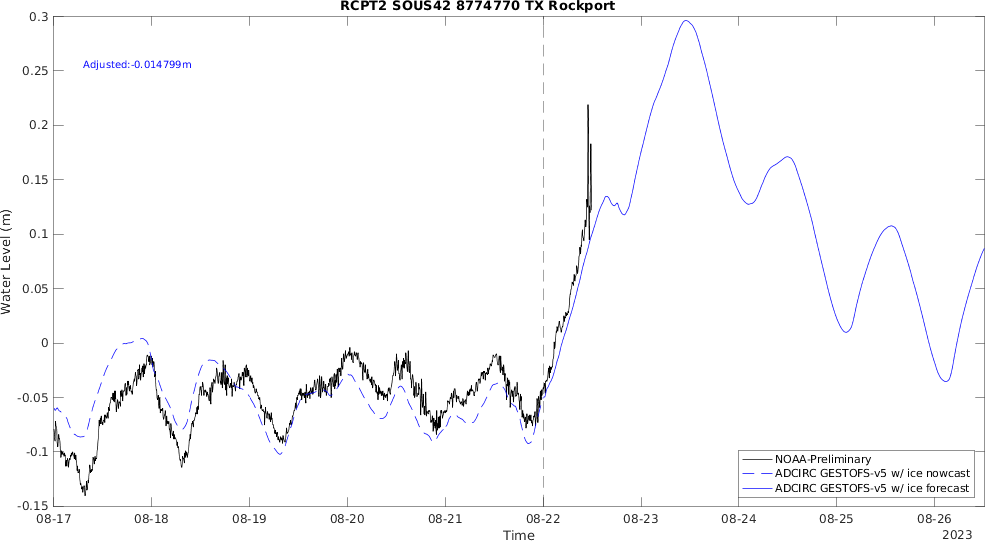 RCPT2 SOUS42 8774770 TX Rockport
0.3
Adjusted:-0.014799m
0.25
0.2
0.15
0.1
0.05
0
-0.05
-0.1
-0.15
Water Level (m)
NOAA-Preliminary
ADCIRC GESTOFS-v5 w/ ice nowcast
ADCIRC GESTOFS-v5 w/ ice forecast
08-17 08-18 08-19 08-20 08-21 08-22 08-23 08-24 08-25 08-26
Time
2023